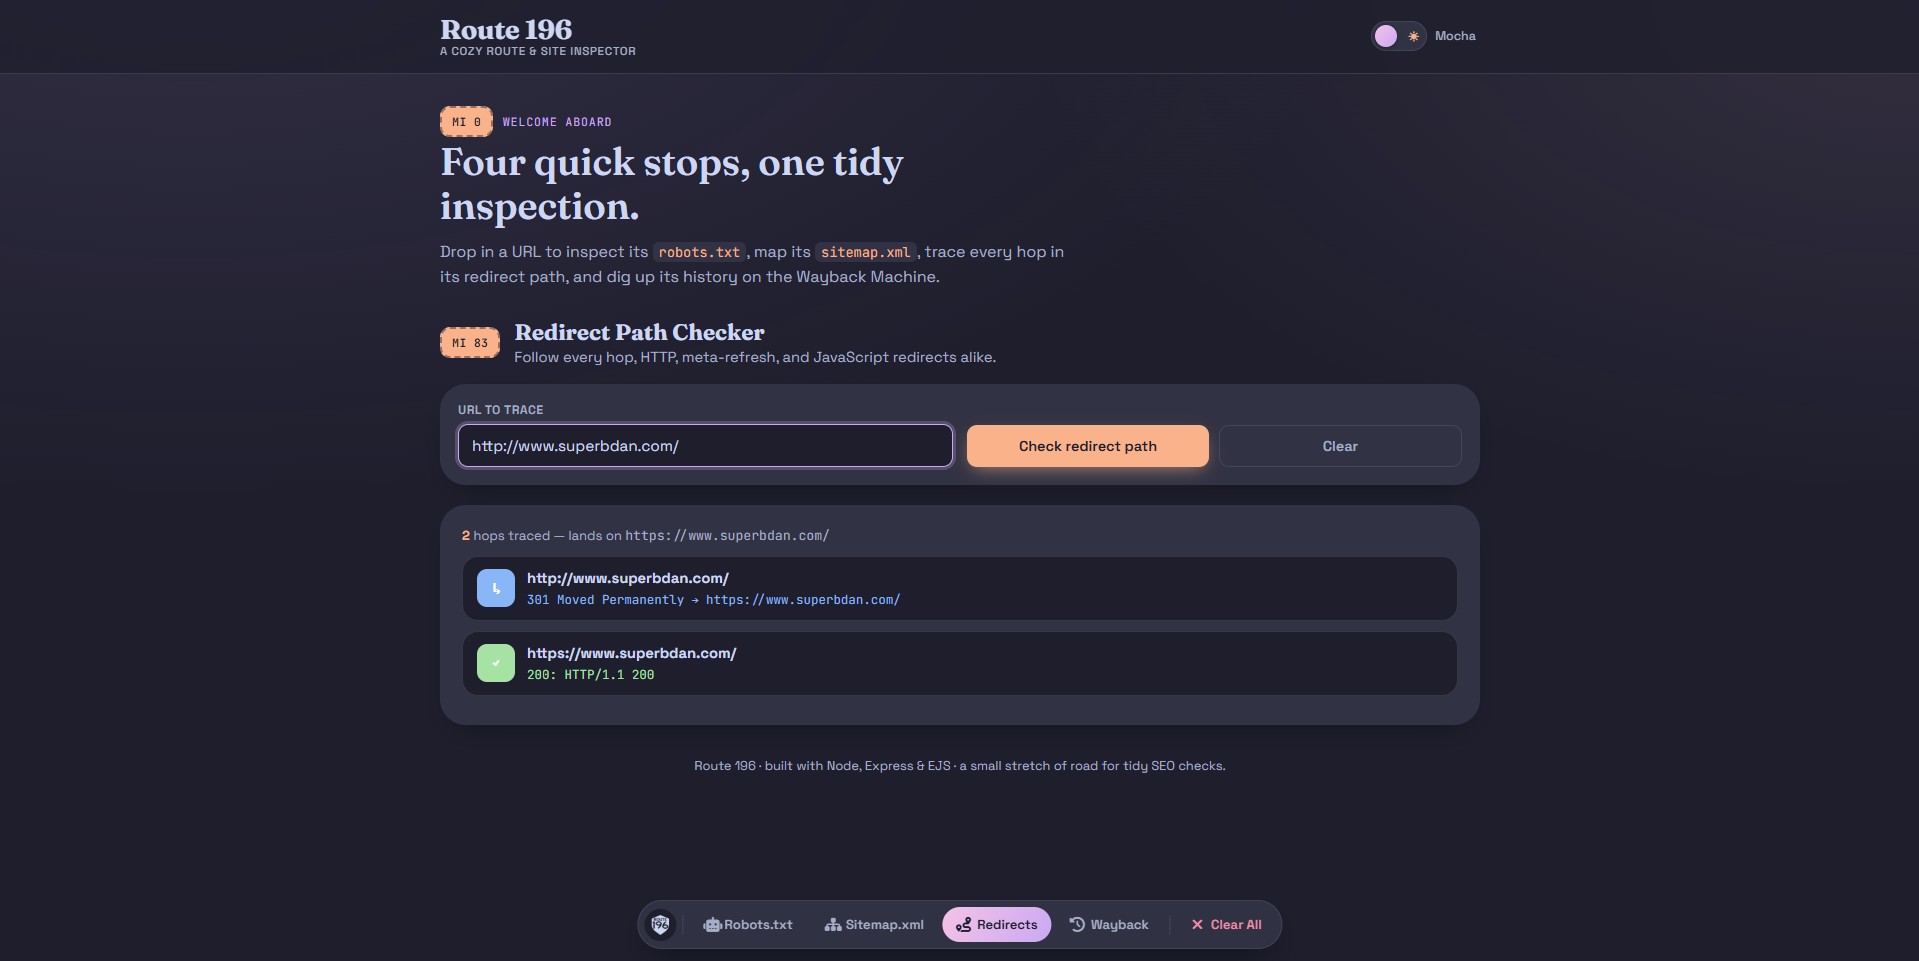 Route 196
A COZY ROUTE & SITE INSPECTOR
Mocha
MI 0 WELCOME ABOARD
Four quick stops, one tidy
inspection.
Drop in a URL to inspect its robots.txt, map its sitemap.xml, trace every hop in
its redirect path, and dig up its history on the Wayback Machine.
MI 83
Redirect Path Checker
Follow every hop, HTTP, meta-refresh, and JavaScript redirects alike.
URL TO TRACE
http://www.superbdan.com/
Check redirect path
Clear
2 hops traced — lands on https://www.superbdan.com/
http://www.superbdan.com/
301 Moved Permanently → https://www.superbdan.com/
https://www.superbdan.com/
200: HTTP/1.1 200
Route 196 · built with Node, Express & EJS · a small stretch of road for tidy SEO checks.
196
Robots.txt
Sitemap.xml
Redirects
Wayback
Clear All